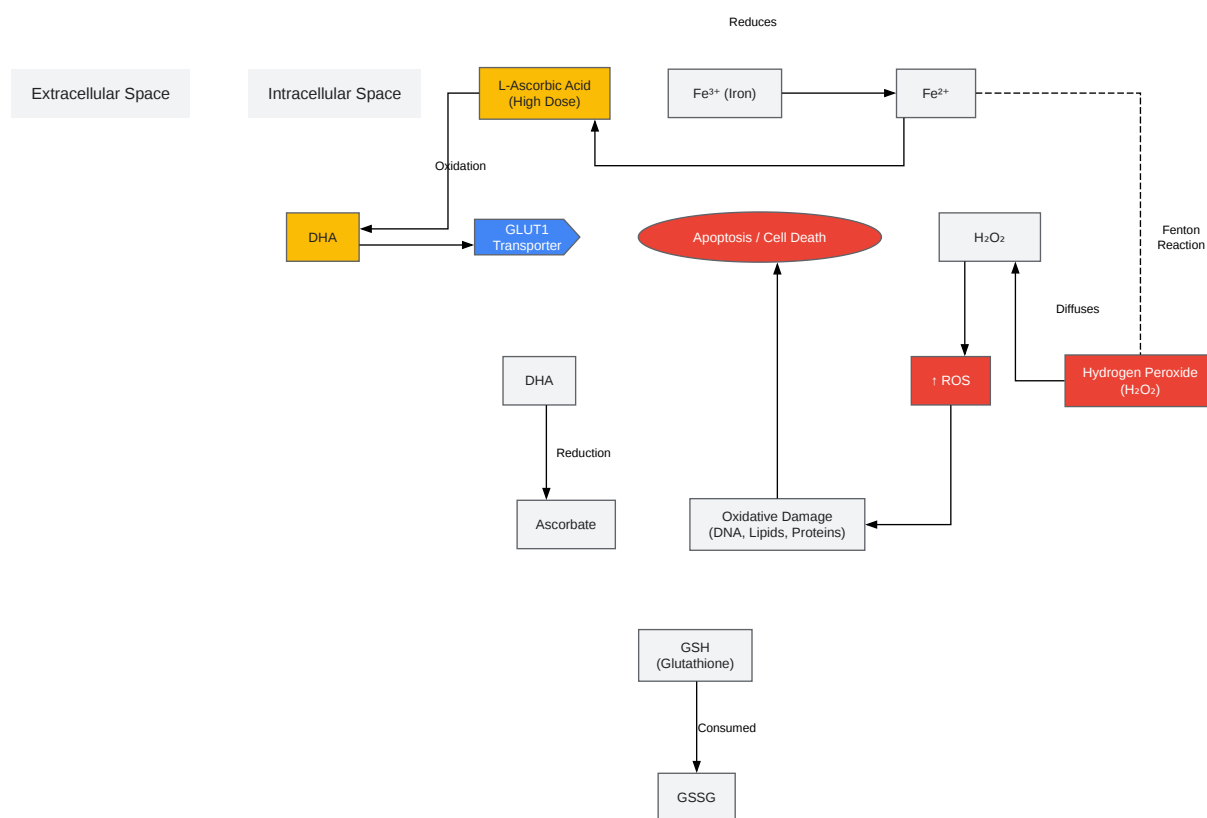 Reduces
Extracellular Space
Intracellular Space
L-Ascorbic Acid
(High Dose)
Fe³⁺ (Iron)
Fe²⁺
Oxidation
DHA
GLUT1
Transporter
Apoptosis / Cell Death
H₂O₂
Fenton
Reaction
Diffuses
DHA
↑ ROS
Hydrogen Peroxide
(H₂O₂)
Reduction
Ascorbate
Oxidative Damage
(DNA, Lipids, Proteins)
GSH
(Glutathione)
Consumed
GSSG